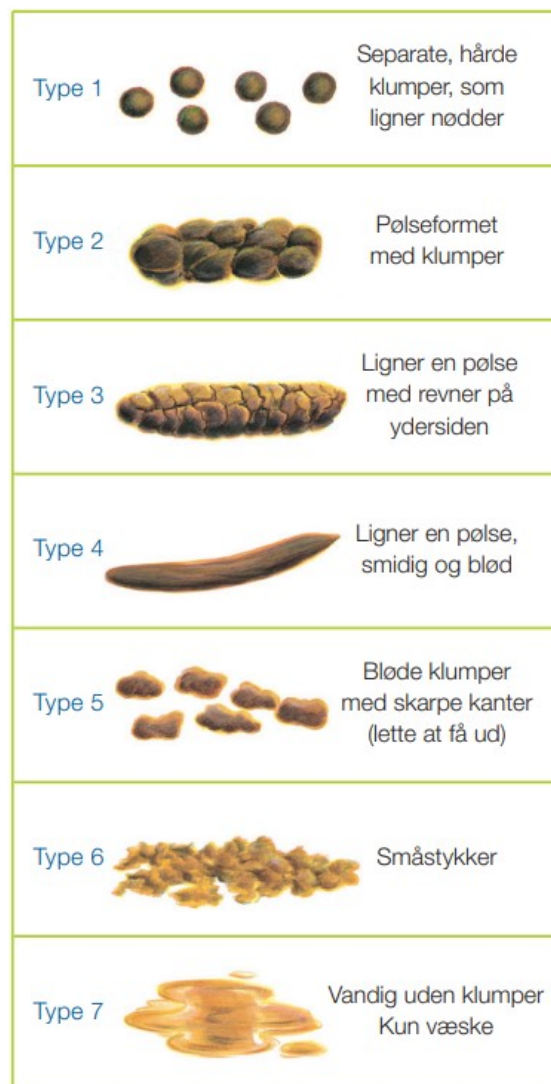 Type 1
Separate, hårde
klumper, som
ligner nødder
Type 2
Pølseformet
med klumper
Type 3
Ligner en pølse
med revner på
ydersiden
Type 4
Ligner en pølse,
smidig og blød
Type 5
Bløde klumper
med skarpe kanter
(lette at få ud)
Type 6
Småstykker
Type 7
Vandig uden klumper
Kun væske